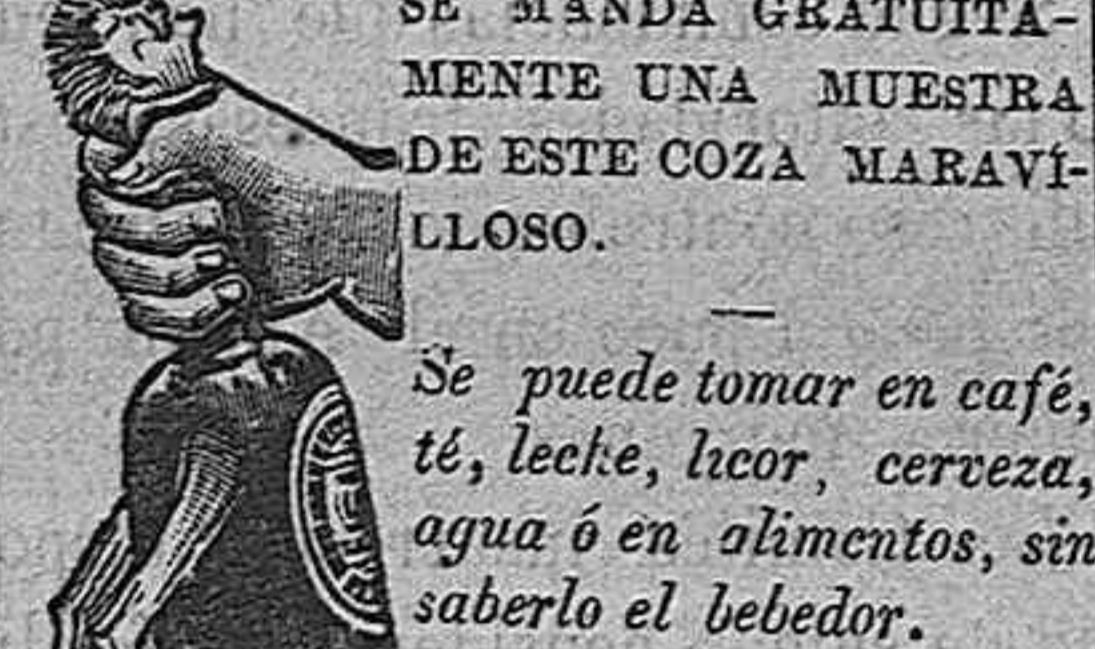 SE MANDA GRATUITA-
MENTE UNA MUESTRA
DE ESTE COZA MARAVÍ-
LLOSO.
Se puede tomar en café,
té, leche, licor, cerveza,
agua ó en alimentos, sin
saberlo el bebedor.